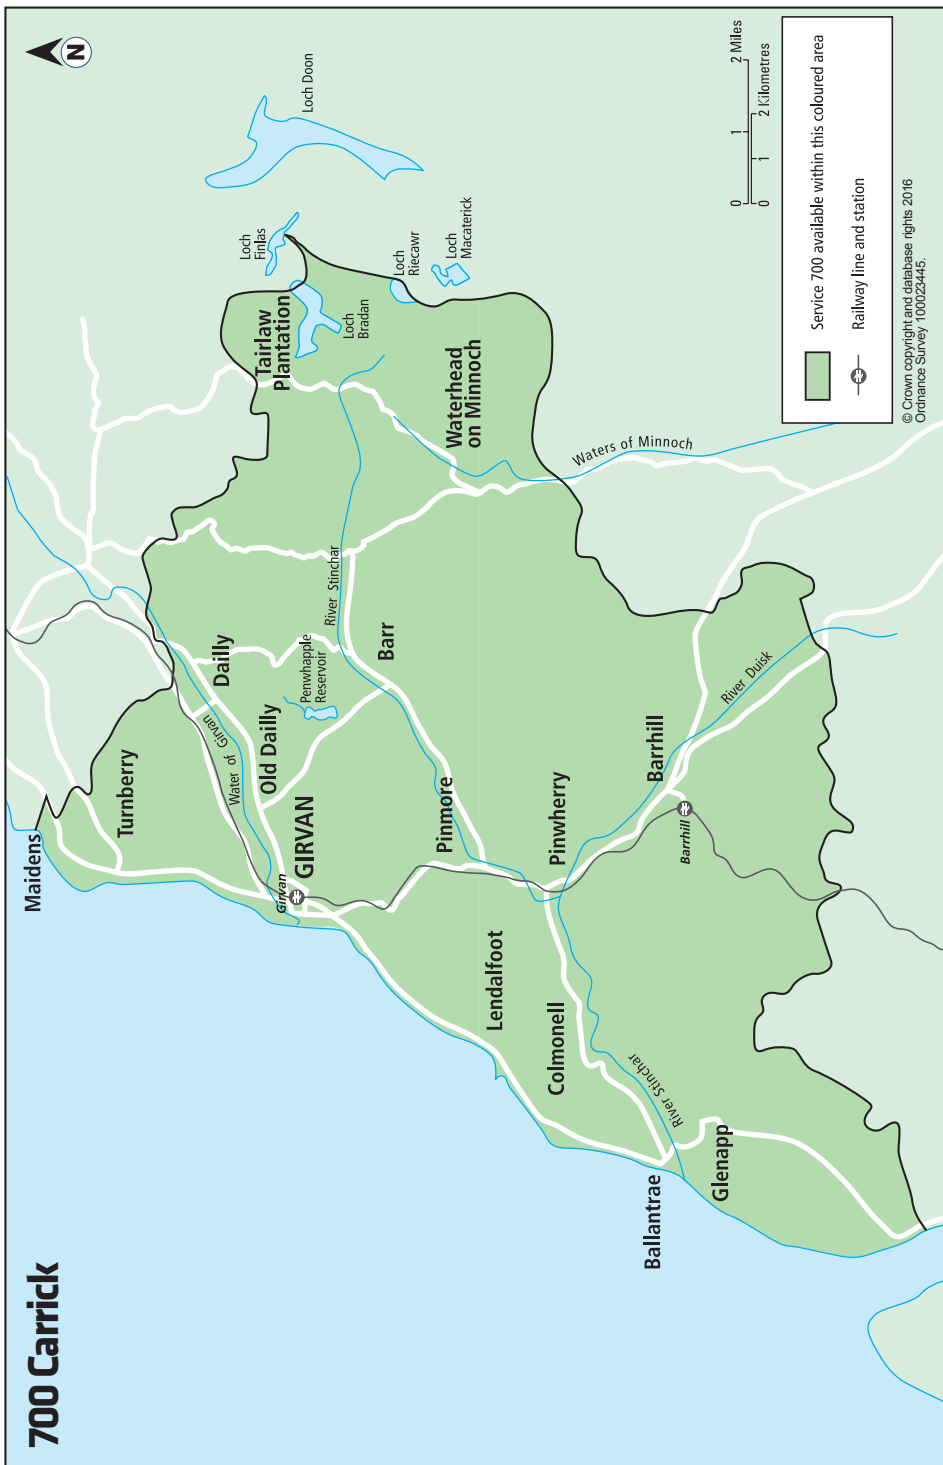 700 Carrick
N
Maidens
Turnberry
Dailly
Old Dailly
Water of Girvan
GIRVAN
Girvan
Penwhapple
Reservoir
River Stinchar
Barr
Tairlaw
Plantation
Loch
Finlas
Loch Doon
Loch
Bradan
Loch
Riecawr
Loch
Macaterick
Waterhead
on Minnoch
Waters of Minnoch
Pinmore
Lendalfoot
Colmonell
Pinwherry
Barrhill
Barrhill
River Duisk
River Stinchar
Ballantrae
Glenapp
0 1 2 Miles
0 1 2 Kilometres
Service 700 available within this coloured area
Railway line and station
© Crown copyright and database rights 2016
Ordnance Survey 100023445.